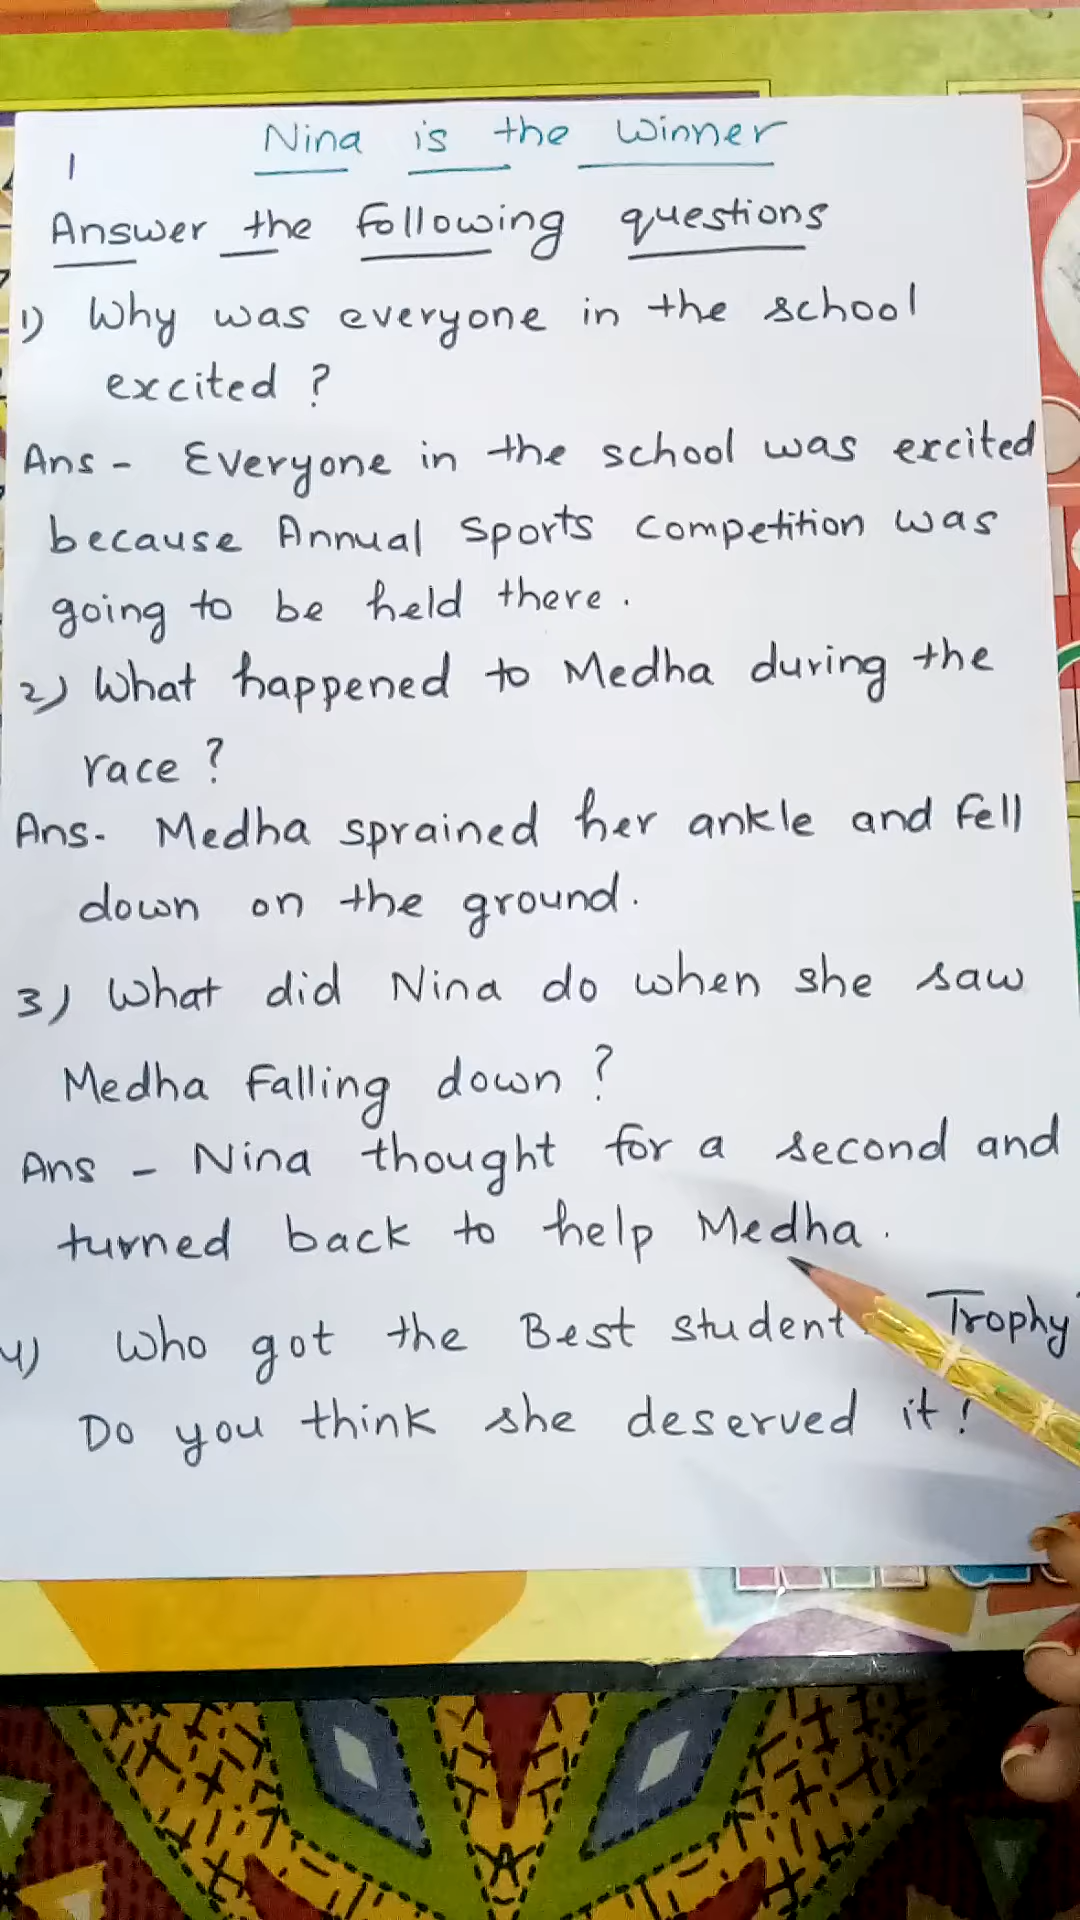 Nina is the Winner
1
Answer the following questions
1) Why was everyone in the school
excited ?
Ans - Everyone in the school was excited
because Annual Sports Competition was
going to be held there .
2) What happened to Medha during the
race ?
Ans. Medha sprained her ankle and fell
down on the ground .
3) What did Nina do when she saw
Medha falling down ?
Ans - Nina thought for a second and
turned back to help Medha .
4) Who got the Best student Trophy
Do you think she deserved it ?